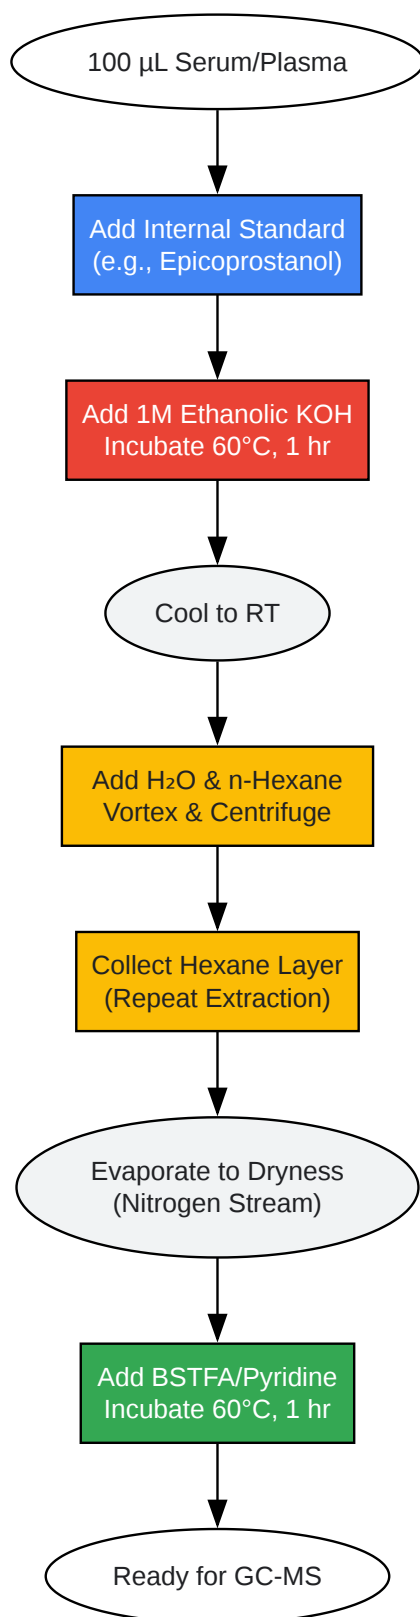 100 µL Serum/Plasma
Add Internal Standard
(e.g., Epicoprostanol)
Add 1M Ethanolic KOH
Incubate 60°C, 1 hr
Cool to RT
Add H₂O & n-Hexane
Vortex & Centrifuge
Collect Hexane Layer
(Repeat Extraction)
Evaporate to Dryness
(Nitrogen Stream)
Add BSTFA/Pyridine
Incubate 60°C, 1 hr
Ready for GC-MS